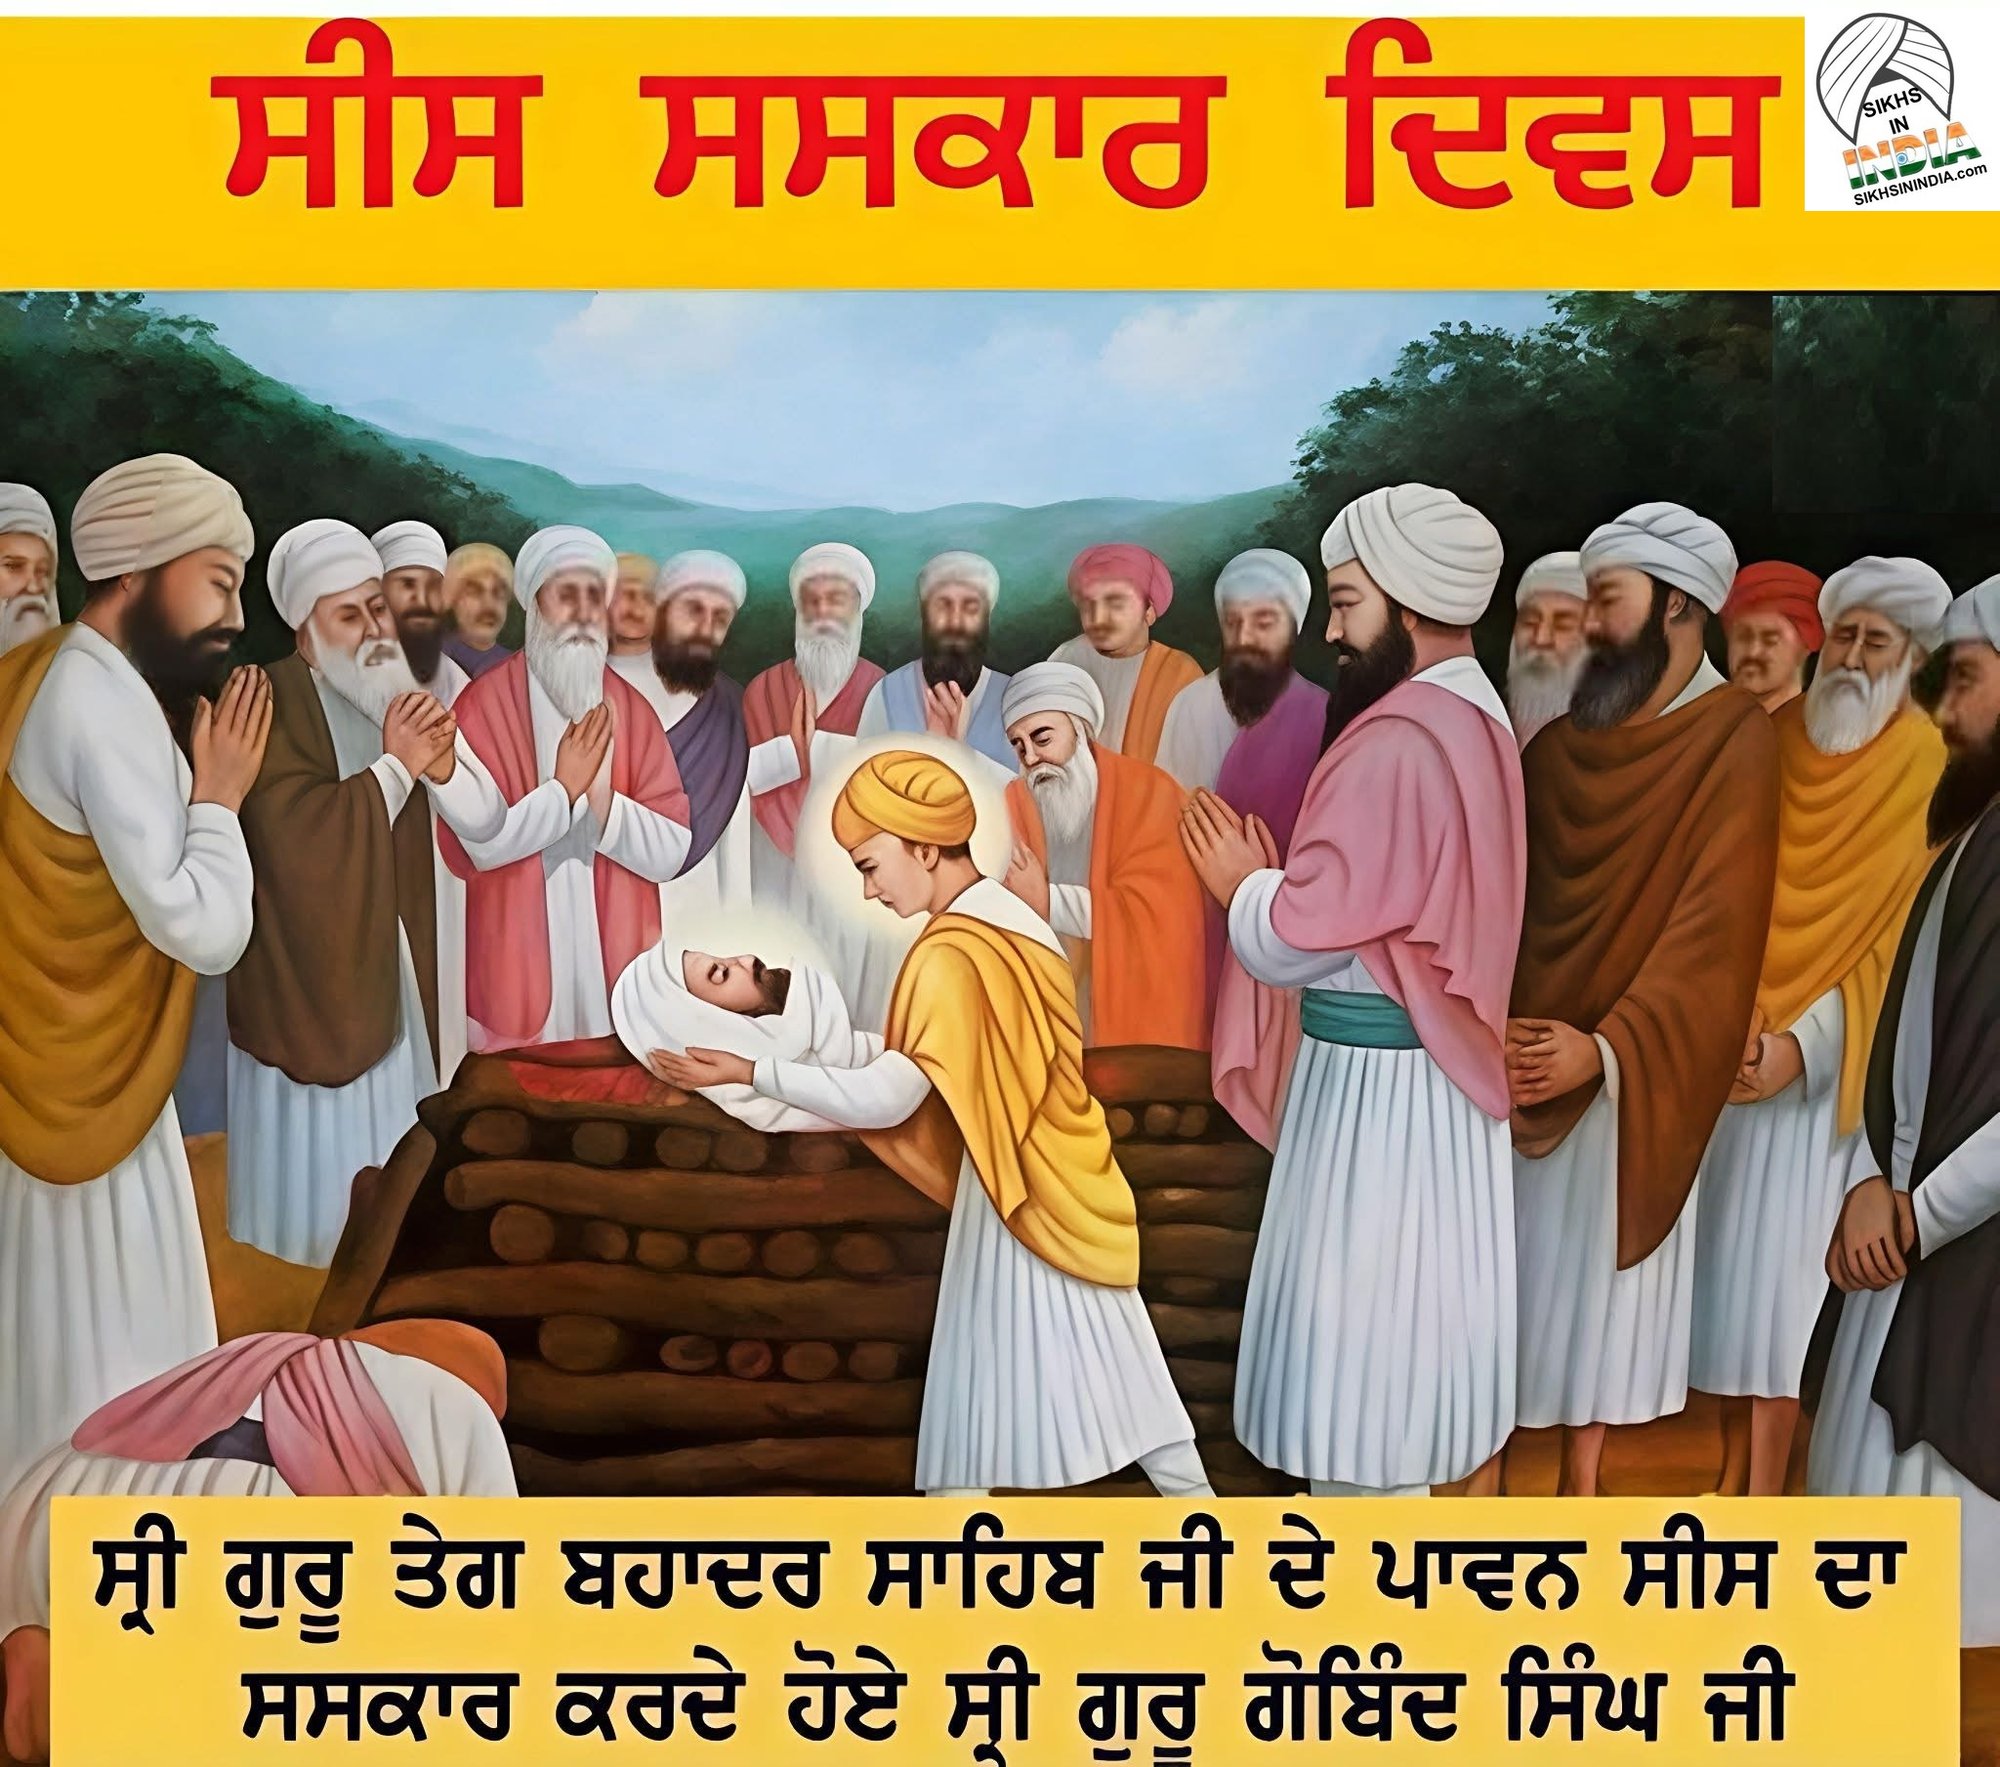 ਸੀਸ ਸਸਕਾਰ ਦਿਵਸ
SIKHS
IN
INDIA
SIKHSININDIA.com
ਸ੍ਰੀ ਗੁਰੂ ਤੇਗ ਬਹਾਦਰ ਸਾਹਿਬ ਜੀ ਦੇ ਪਾਵਨ ਸੀਸ ਦਾ
ਸਸਕਾਰ ਕਰਦੇ ਹੋਏ ਸ੍ਰੀ ਗੁਰੂ ਗੋਬਿੰਦ ਸਿੰਘ ਜੀ